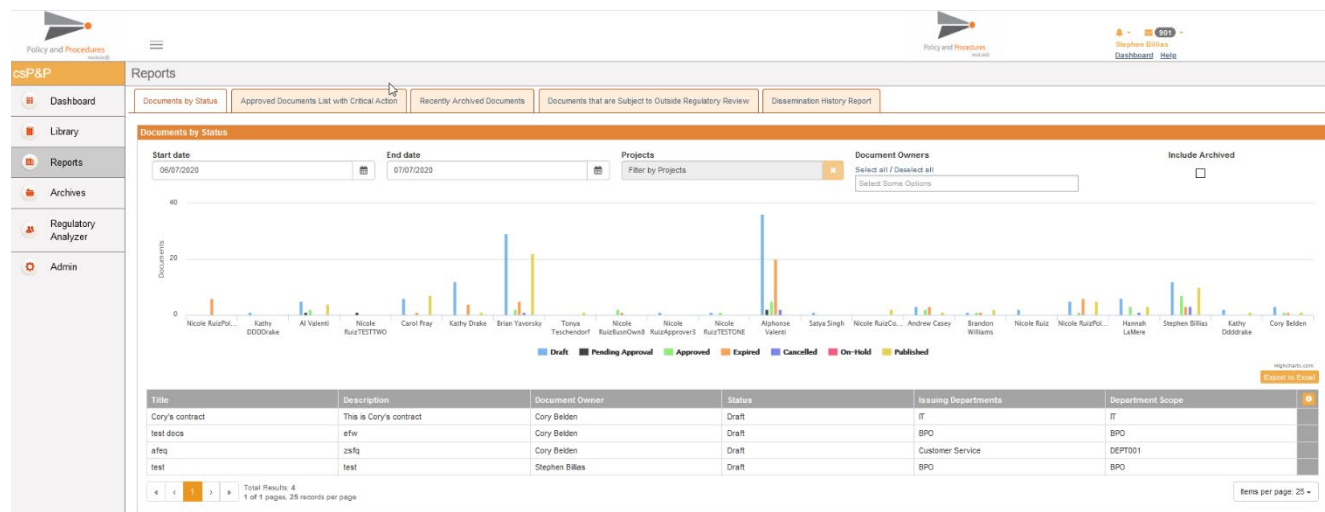 Policy and Procedures
module®
Policy and Procedures
901
Stephen Billias
Dashboard Help
csP&P
Reports
Dashboard
Library
Reports
Archives
Regulatory
Analyzer
Admin
Documents by Status
Approved Documents List with Critical Action
Recently Archived Documents
Documents that are Subject to Outside Regulatory Review
Dissemination History Report
Documents by Status
Start date
End date
Projects
Document Owners
Include Archived
06/07/2020
07/07/2020
Filter by Projects
Select all / Deselect all
Select Some Options
40
20
0
Documents
Nicole RuizPol...
Kathy
DDDDrake
Al Valenti
Nicole
RuizTESTTWO
Carol Pray
Kathy Drake
Brian Yavorsky
Tonya
Teschendorf
Nicole
RuizBusnOwn8
Nicole
RuizApprover3
Nicole
RuizTESTONE
Alphonse
Valenti
Satya Singh
Nicole RuizCo...
Andrew Casey
Brandon
Williams
Nicole Ruiz
Nicole RuizPol...
Hannah
LaMere
Stephen Billias
Kathy
Ddddrake
Cory Belden
Draft Pending Approval Approved Expired Cancelled On-Hold Published
Highcharts.com
Export to Excel
Title Description Document Owner Status Issuing Departments Department Scope
Cory's contract This is Cory's contract Cory Belden Draft IT IT
test docs efw Cory Belden Draft BPO BPO
afeq zsfq Cory Belden Draft Customer Service DEPT001
test test Stephen Billias Draft BPO BPO
« ‹ 1 › »
Total Results: 4
1 of 1 pages, 25 records per page
Items per page: 25